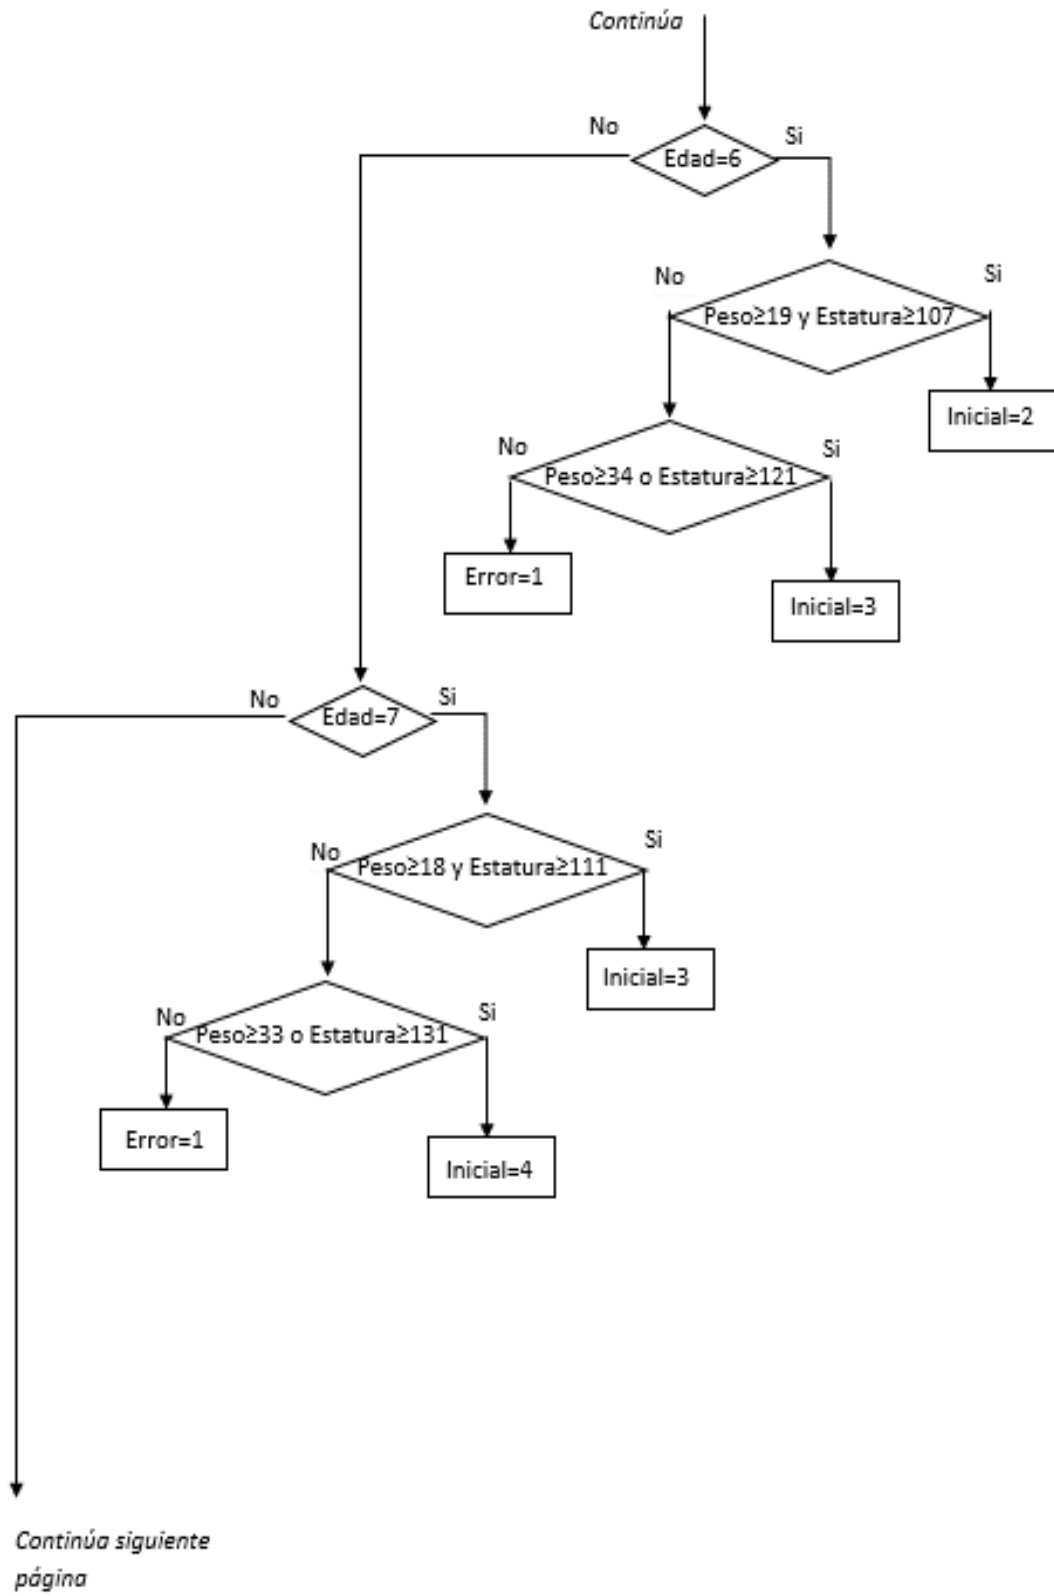 Continúa
No
Si
Edad=6
No
Si
Peso≥19 y Estatura≥107
Inicial=2
No
Si
Peso≥34 o Estatura≥121
Error=1
Inicial=3
No
Si
Edad=7
No
Si
Peso≥18 y Estatura≥111
Inicial=3
No
Si
Peso≥33 o Estatura≥131
Error=1
Inicial=4
Continúa siguiente
página